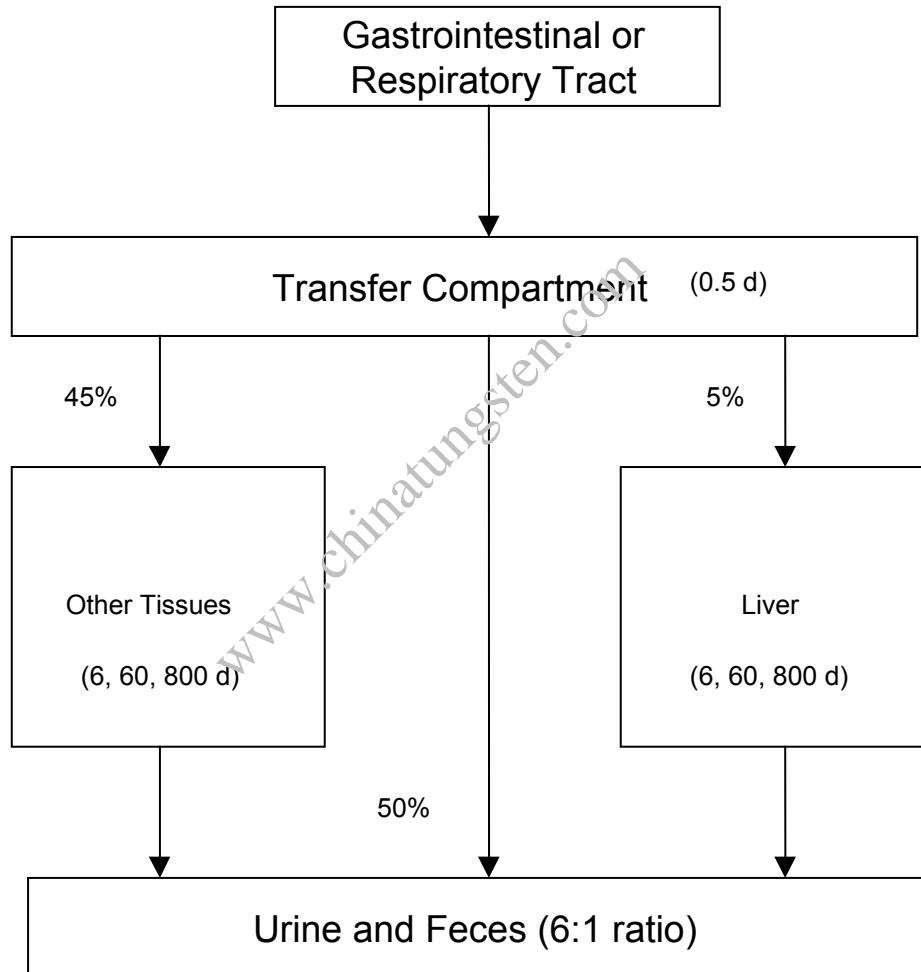 Gastrointestinal or
Respiratory Tract
Transfer Compartment (0.5 d)
45%
5%
www.chinatungsten.com
Other Tissues
(6, 60, 800 d)
Liver
(6, 60, 800 d)
50%
Urine and Feces (6:1 ratio)